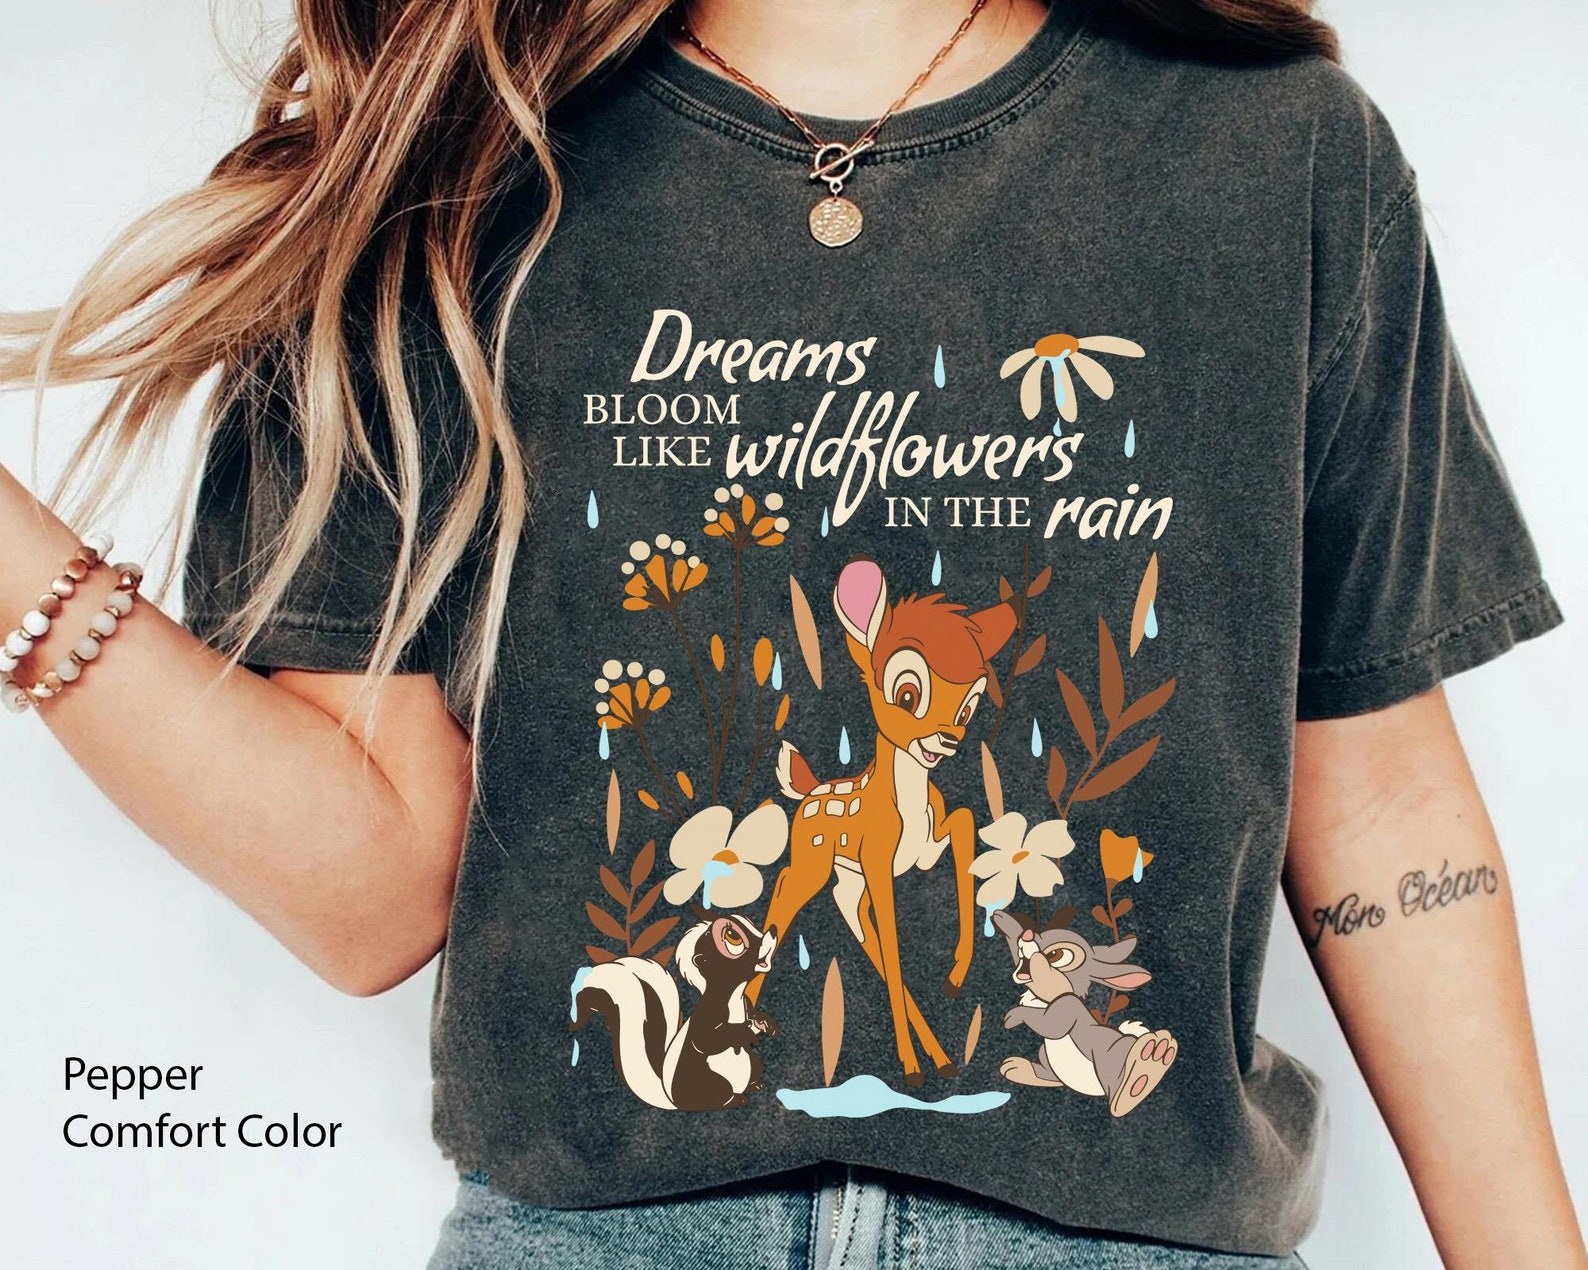 Dreams
BLOOM
LIKE wildflowers
IN THE rain
Mon Océan
Pepper
Comfort Color